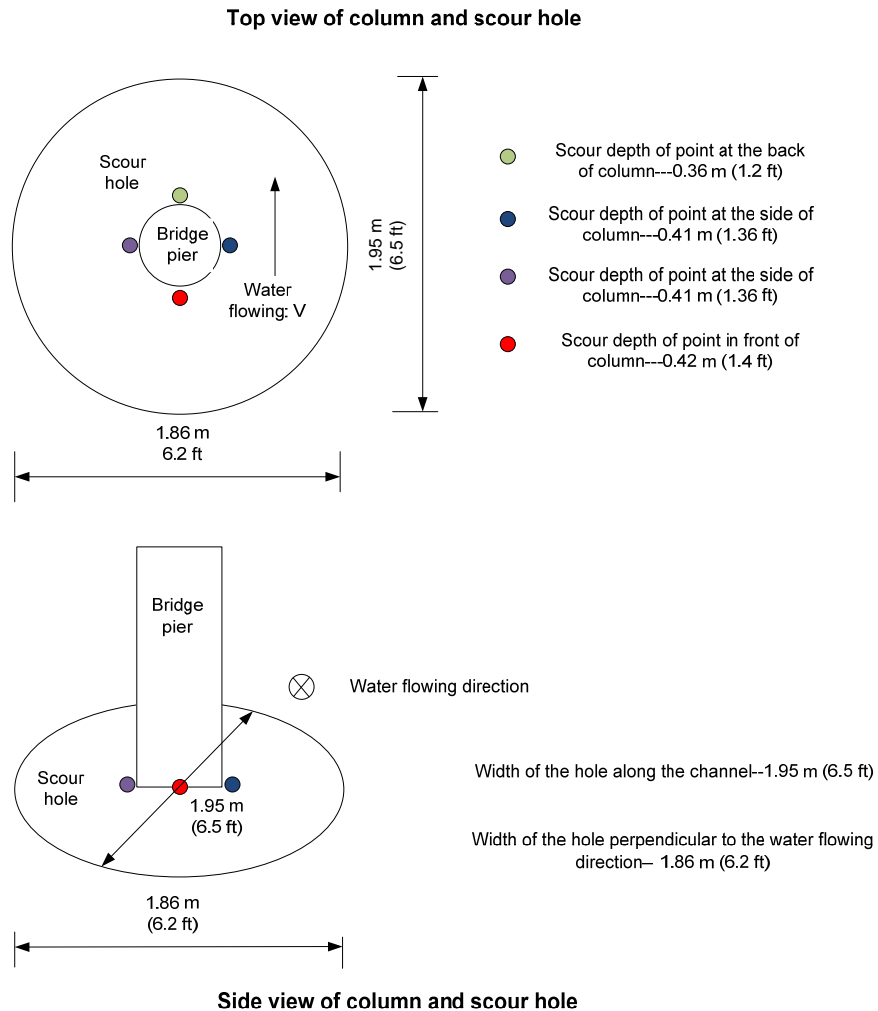 Top view of column and scour hole
Scour
hole
Bridge
pier
Water
flowing: V
1.95 m
(6.5 ft)
Scour depth of point at the back
of column---0.36 m (1.2 ft)
Scour depth of point at the side of
column---0.41 m (1.36 ft)
Scour depth of point at the side of
column---0.41 m (1.36 ft)
Scour depth of point in front of
column---0.42 m (1.4 ft)
1.86 m
6.2 ft
Bridge
pier
Water flowing direction
Scour
hole
1.95 m
(6.5 ft)
Width of the hole along the channel--1.95 m (6.5 ft)
Width of the hole perpendicular to the water flowing
direction-- 1.86 m (6.2 ft)
1.86 m
(6.2 ft)
Side view of column and scour hole